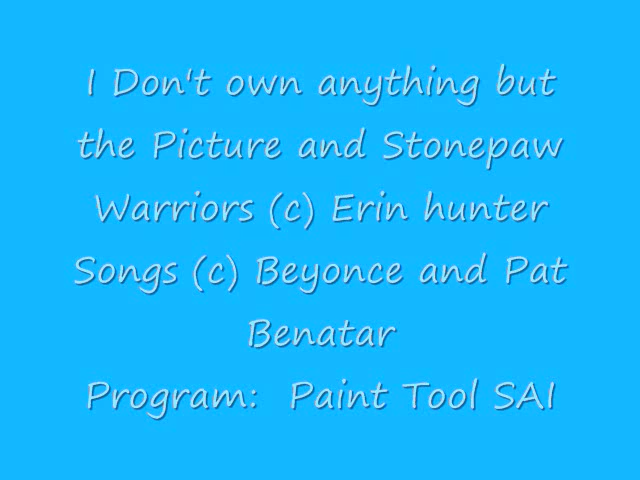 I Don't own anything but
the Picture and Stonepaw
Warriors (c) Erin hunter
Songs (c) Beyonce and Pat
Benatar
Program:  Paint Tool SAI